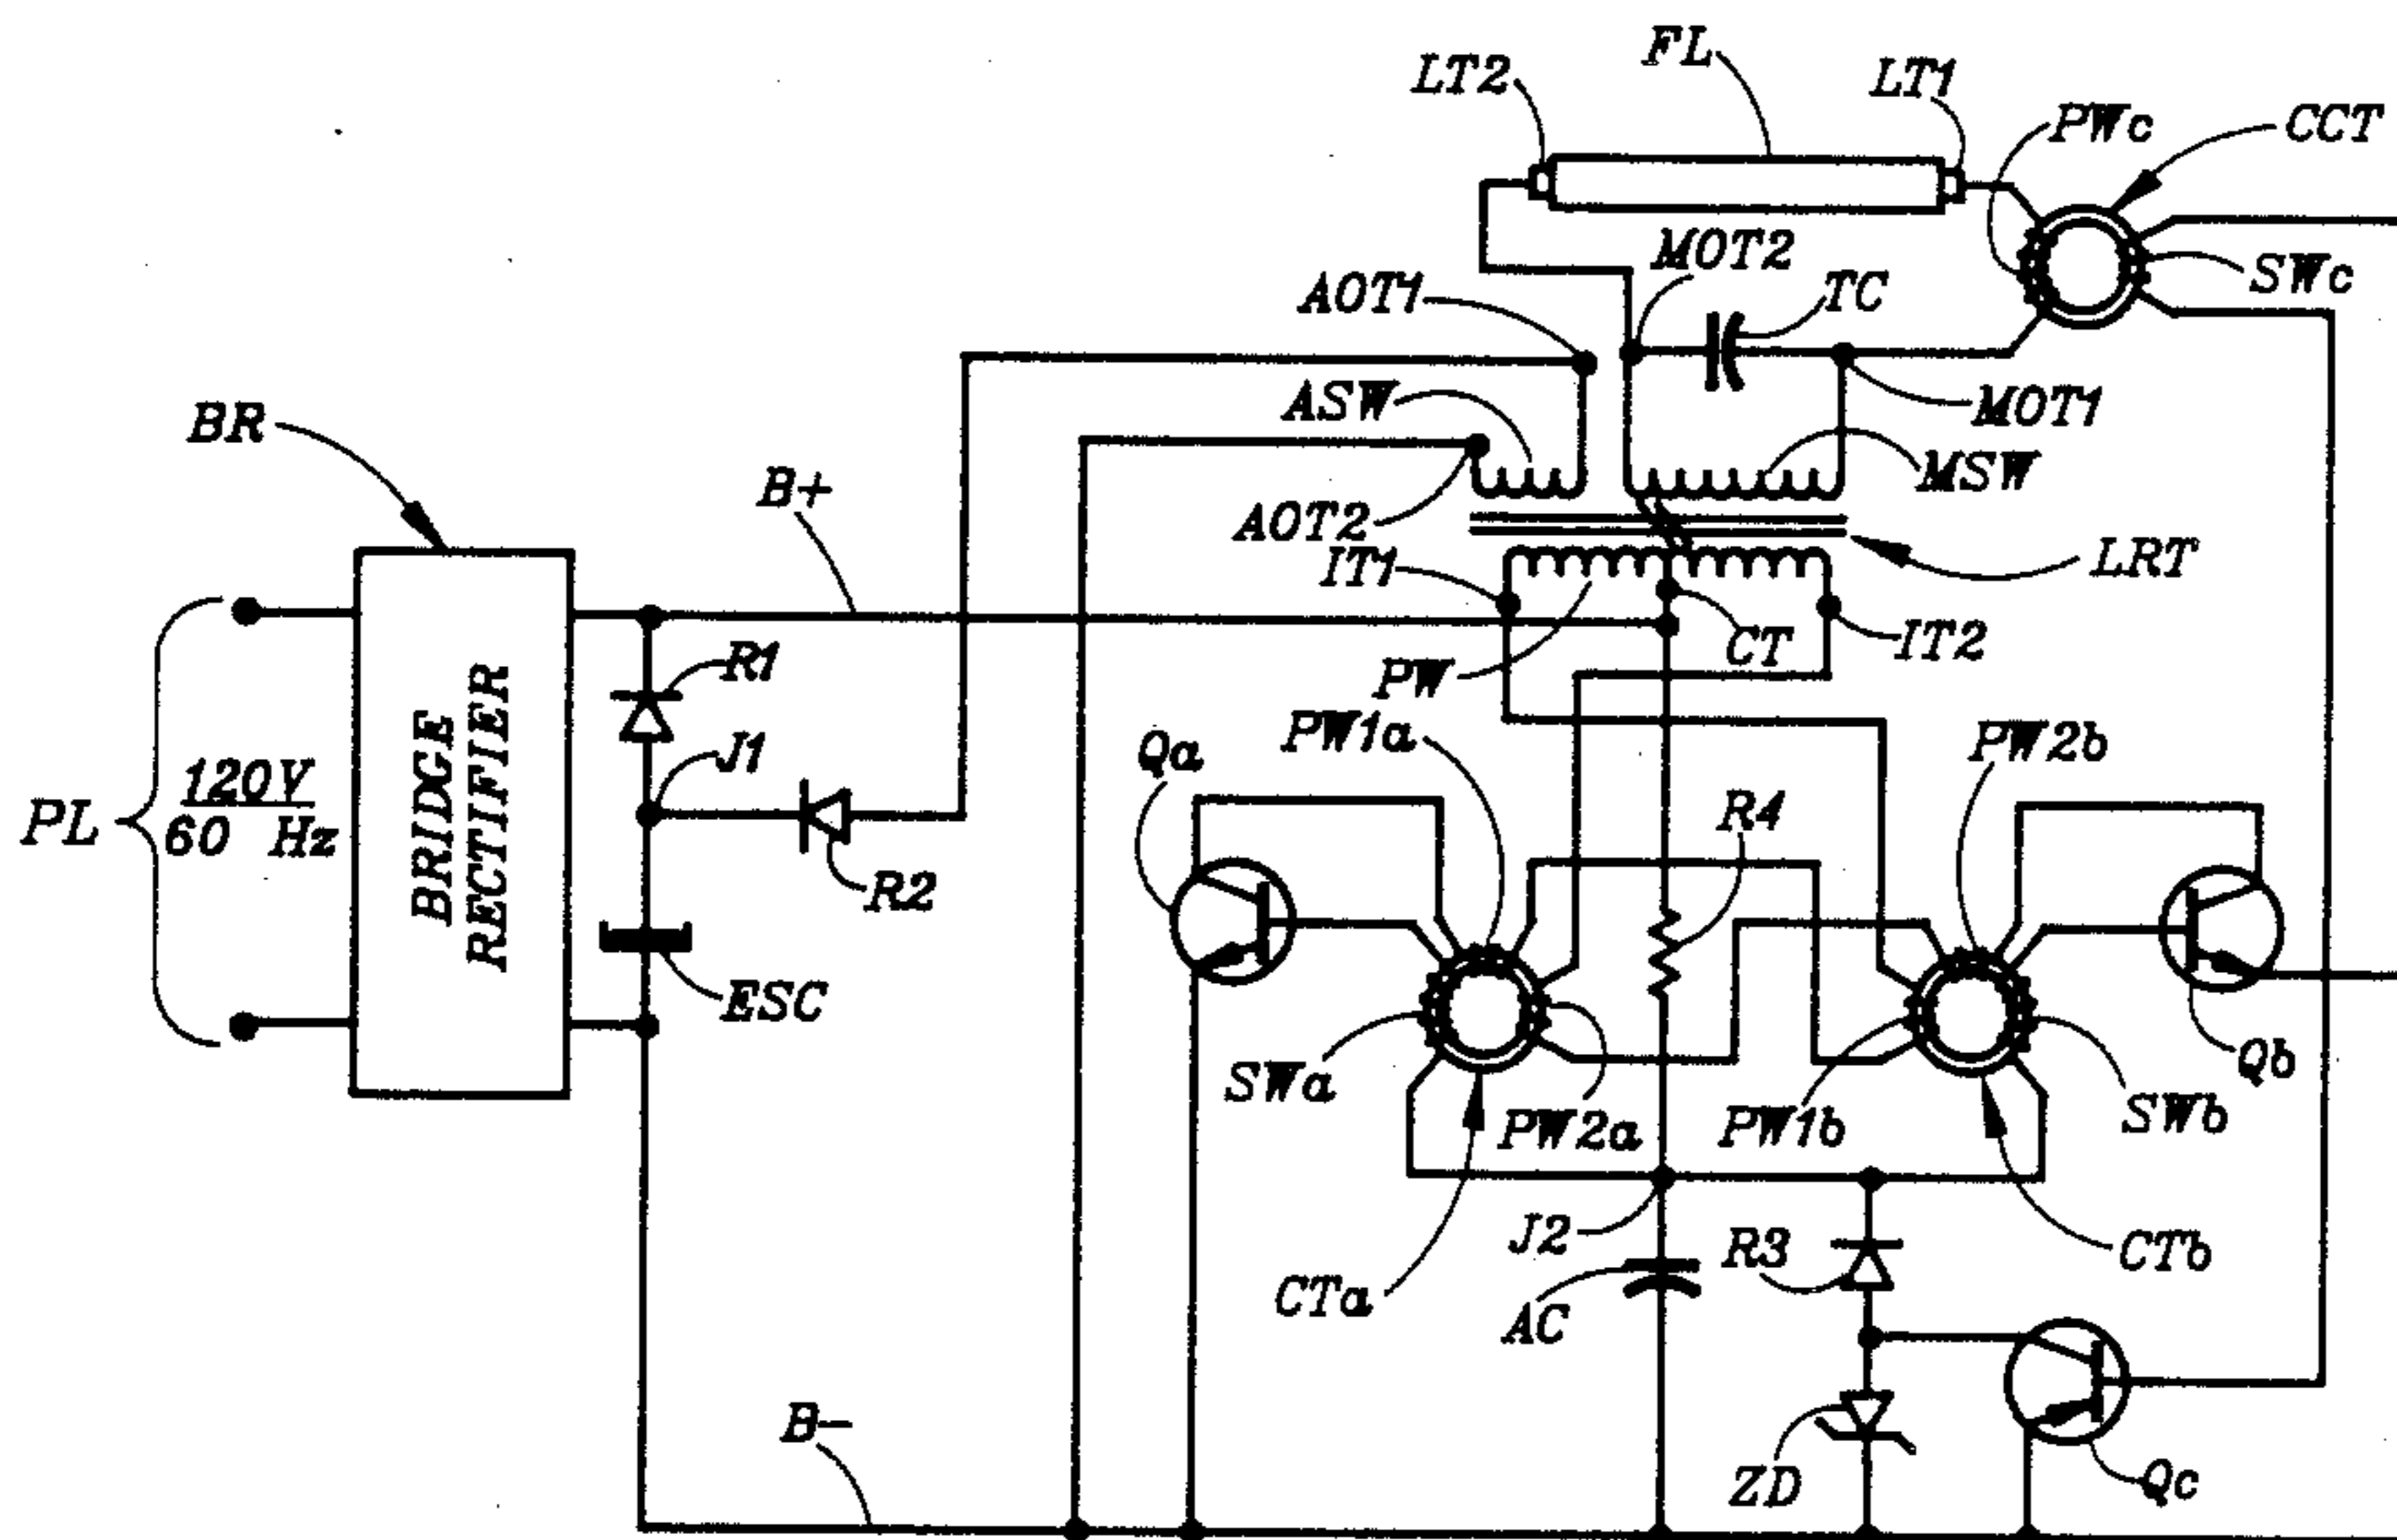 FL
LT2
LT1
PWc
CCT
MOT2
AOT1
TC
SWc
ASW
MOT1
BR
B+
MSW
AOT2
IT1
LRT
R1
CT
IT2
PW
BRIDGE
RECTIFIER
PW1a
J1
Qa
PW2b
120V
PL
60 Hz
R4
R2
ESC
SWa
PW2a
PW1b
SWb
Qb
J2
R3
CTb
CTa
AC
B-
ZD
Qc